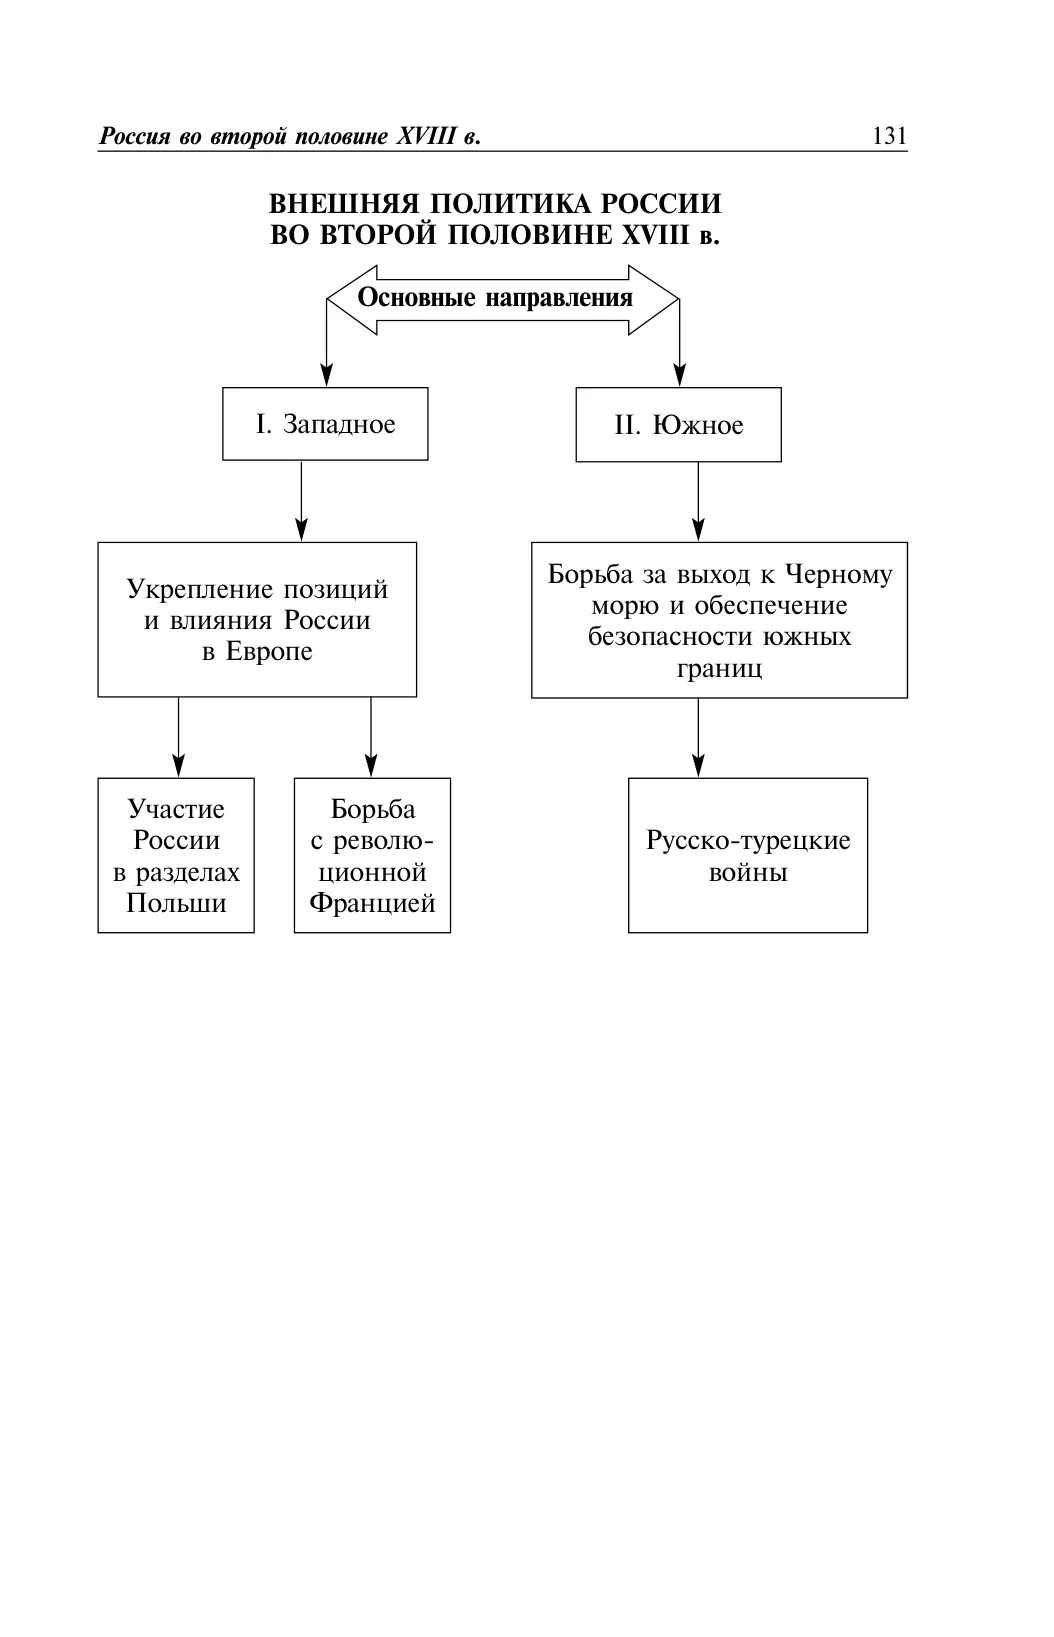 Россия во второй половине XVIII в. 131
ВНЕШНЯЯ ПОЛИТИКА РОССИИ
ВО ВТОРОЙ ПОЛОВИНЕ XVIII в.
Основные направления
I. Западное
II. Южное
Укрепление позиций
и влияния России
в Европе
Борьба за выход к Черному
морю и обеспечение
безопасности южных
границ
Участие
России
в разделах
Польши
Борьба
с револю-
ционной
Францией
Русско-турецкие
войны